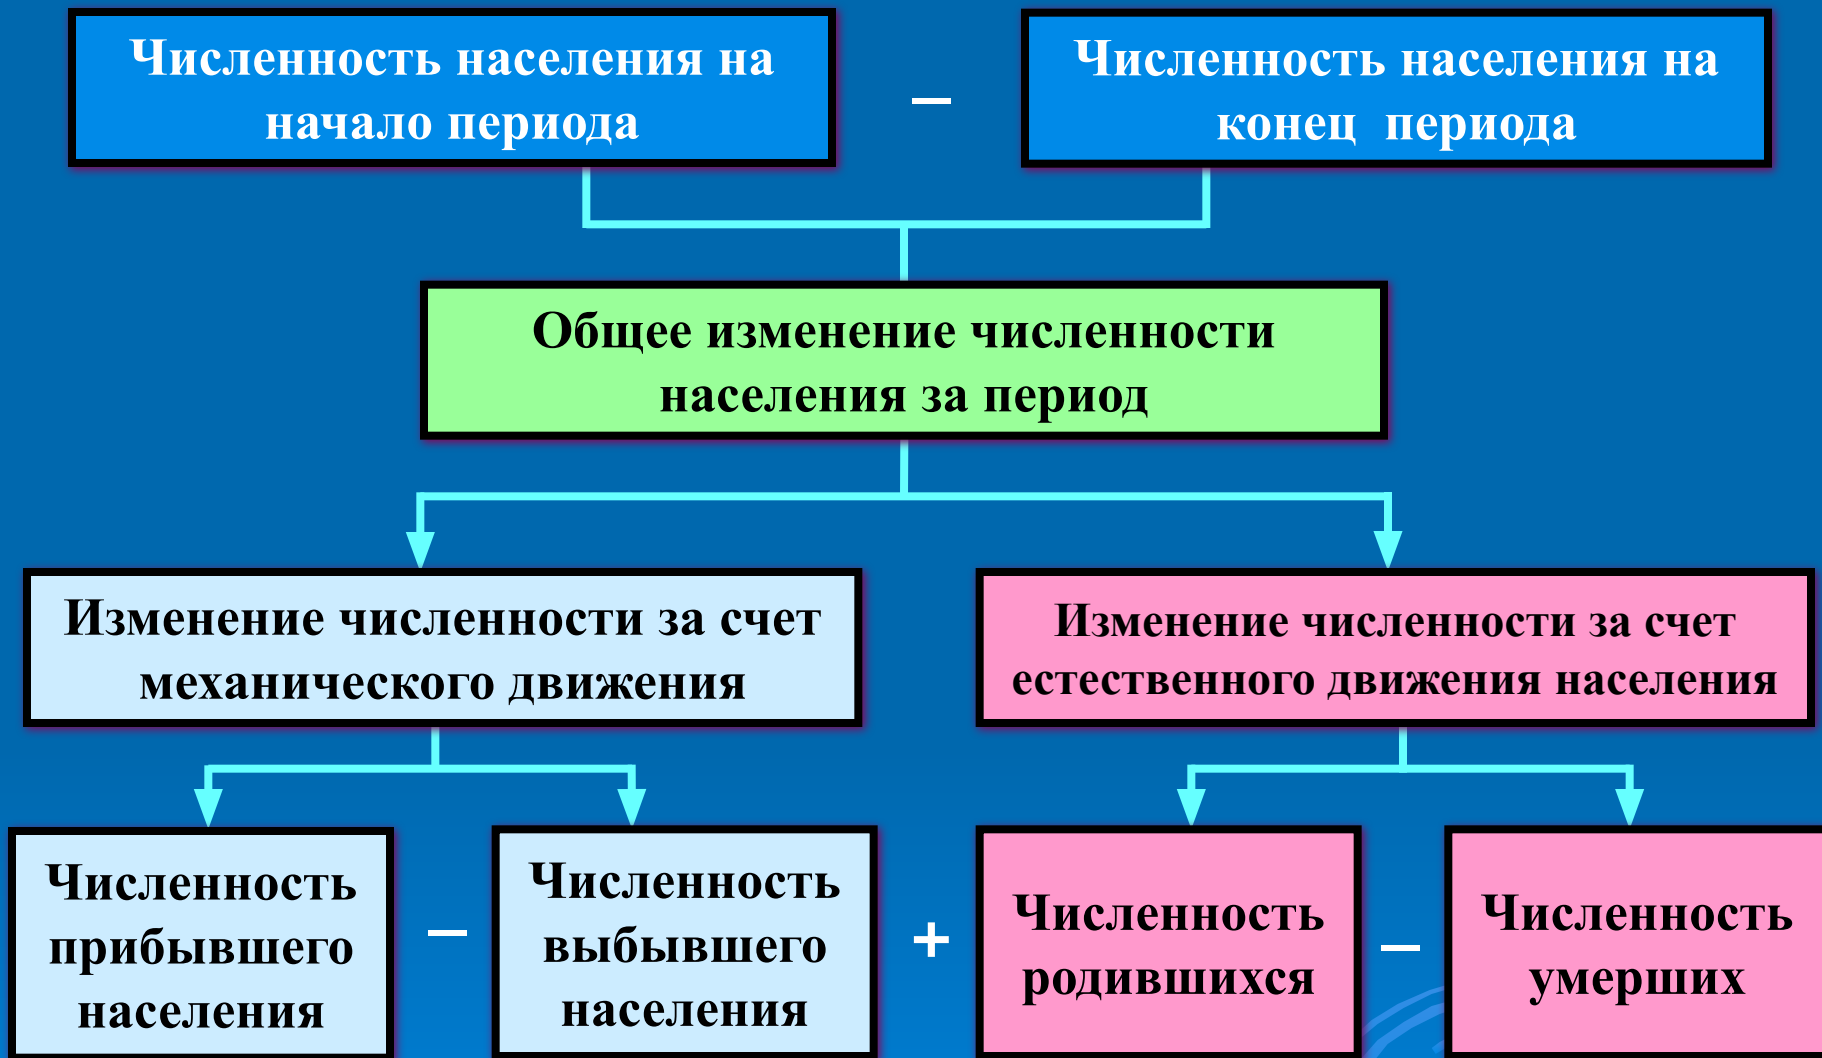 Численность населения на
начало периода
–
Численность населения на
конец периода
Общее изменение численности
населения за период
Изменение численности за счет
механического движения
Изменение численности за счет
естественного движения населения
Численность
прибывшего
населения
–
Численность
выбывшего
населения
+
Численность
родившихся
–
Численность
умерших